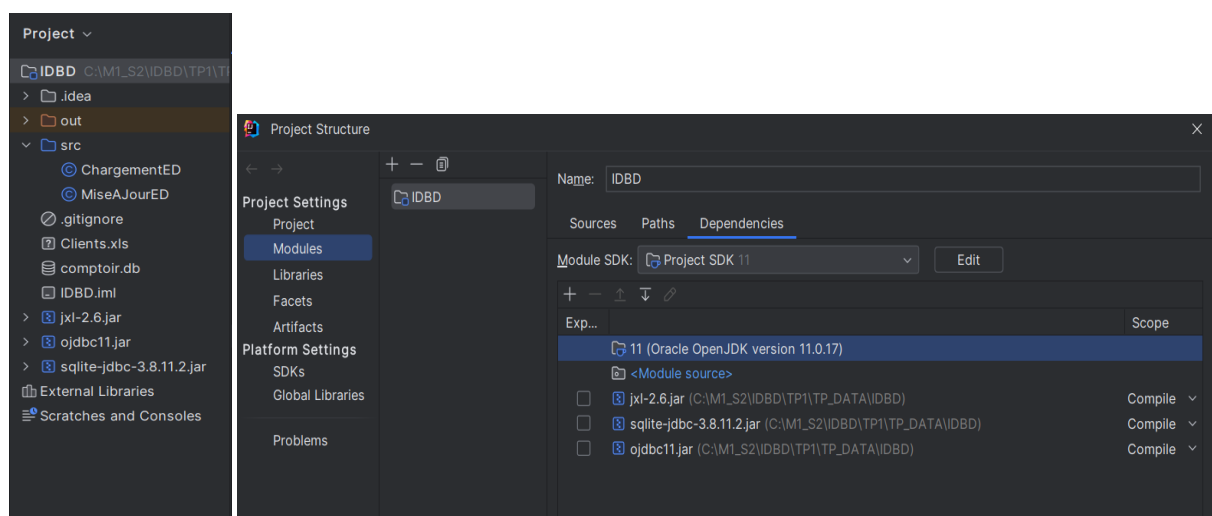 Project
IDBD C:\M1_S2\IDBD\TP1\T
.idea
out
src
ChargementED
MiseAJourED
.gitignore
Clients.xls
comptoir.db
IDBD.iml
jxl-2.6.jar
ojdbc11.jar
sqlite-jdbc-3.8.11.2.jar
External Libraries
Scratches and Consoles
Project Structure
Project Settings
Project
Modules
Libraries
Facets
Artifacts
Platform Settings
SDKs
Global Libraries
Problems
IDBD
Name: IDBD
Sources Paths Dependencies
Module SDK: Project SDK 11 Edit
Exp... Scope
11 (Oracle OpenJDK version 11.0.17)
<Module source>
jxl-2.6.jar (C:\M1_S2\IDBD\TP1\TP_DATA\IDBD) Compile
sqlite-jdbc-3.8.11.2.jar (C:\M1_S2\IDBD\TP1\TP_DATA\IDBD) Compile
ojdbc11.jar (C:\M1_S2\IDBD\TP1\TP_DATA\IDBD) Compile